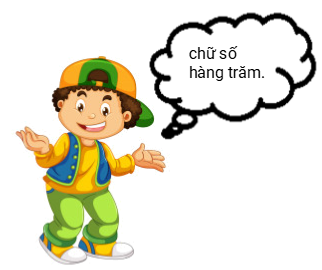 chữ số
hàng trăm.